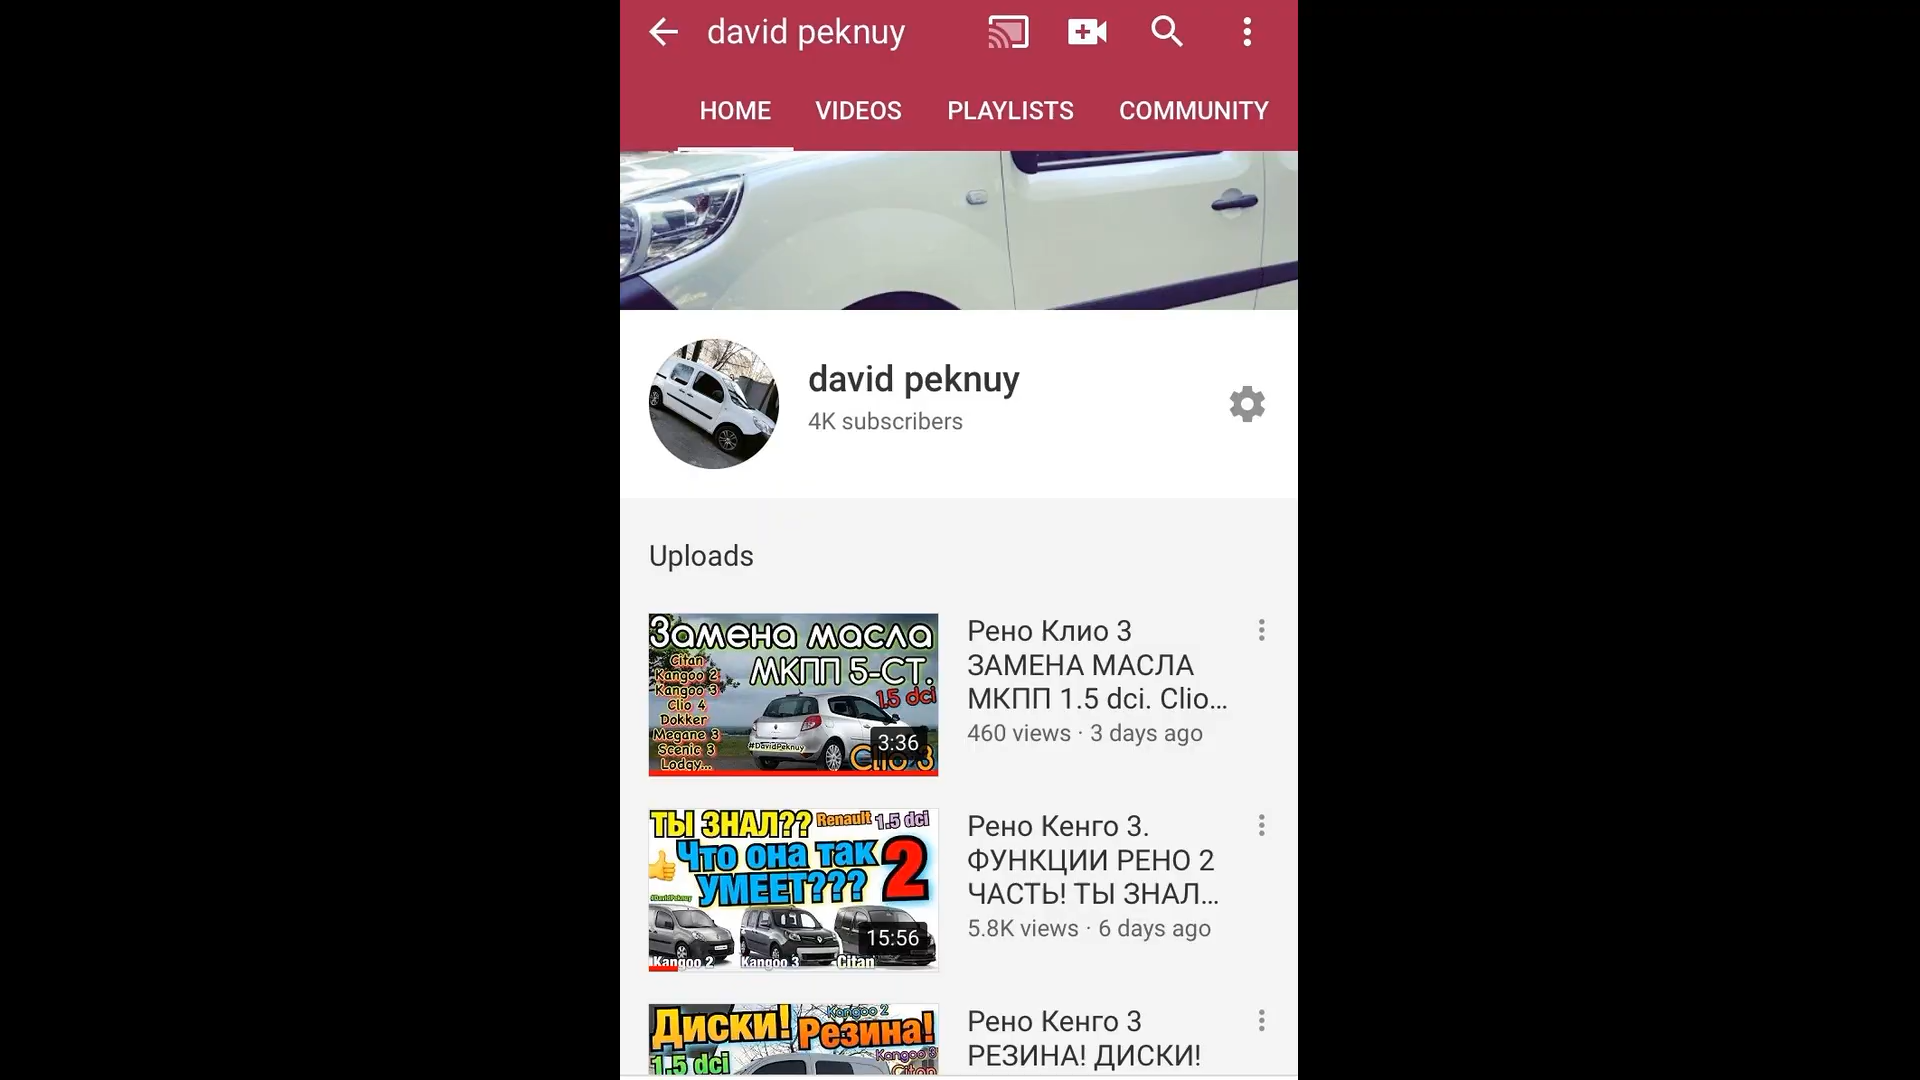 david peknuy
HOME VIDEOS PLAYLISTS COMMUNITY
david peknuy
4K subscribers
Uploads
Замена масла
МКПП 5-СТ.
1.5 dci
Citan
Kangoo 2
Kangoo 3
Clio 4
Dokker
Megane 3
Scenic 3
Lodgy...
#DavidPeknuy
Clio 3
3:36
Рено Клио 3
ЗАМЕНА МАСЛА
МКПП 1.5 dci. Clio...
460 views · 3 days ago
ТЫ ЗНАЛ?? Renault 1.5 dci
Что она так 2
УМЕЕТ???
#DavidPeknuy
15:56
Kangoo 2 Kangoo 3 Citan
Рено Кенго 3.
ФУНКЦИИ РЕНО 2
ЧАСТЬ! ТЫ ЗНАЛ...
5.8K views · 6 days ago
Диски! Резина!
Kangoo 2
1.5 dci
Kangoo 3
Citan
Рено Кенго 3
РЕЗИНА! ДИСКИ!